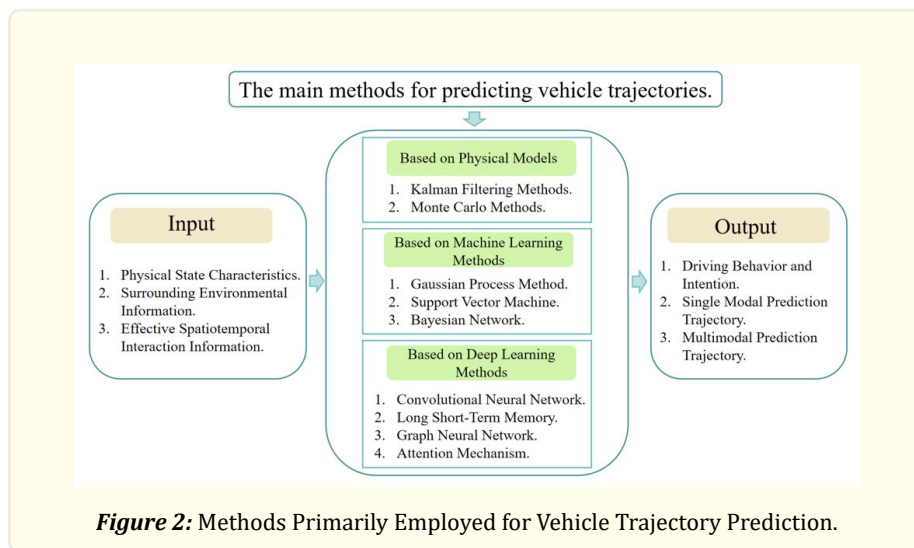 The main methods for predicting vehicle trajectories.
Input
1. Physical State Characteristics.
2. Surrounding Environmental
Information.
3. Effective Spatiotemporal
Interaction Information.
Based on Physical Models
1. Kalman Filtering Methods.
2. Monte Carlo Methods.
Based on Machine Learning
Methods
1. Gaussian Process Method.
2. Support Vector Machine.
3. Bayesian Network.
Based on Deep Learning
Methods
1. Convolutional Neural Network.
2. Long Short-Term Memory.
3. Graph Neural Network.
4. Attention Mechanism.
Output
1. Driving Behavior and
Intention.
2. Single Modal Prediction
Trajectory.
3. Multimodal Prediction
Trajectory.
Figure 2: Methods Primarily Employed for Vehicle Trajectory Prediction.